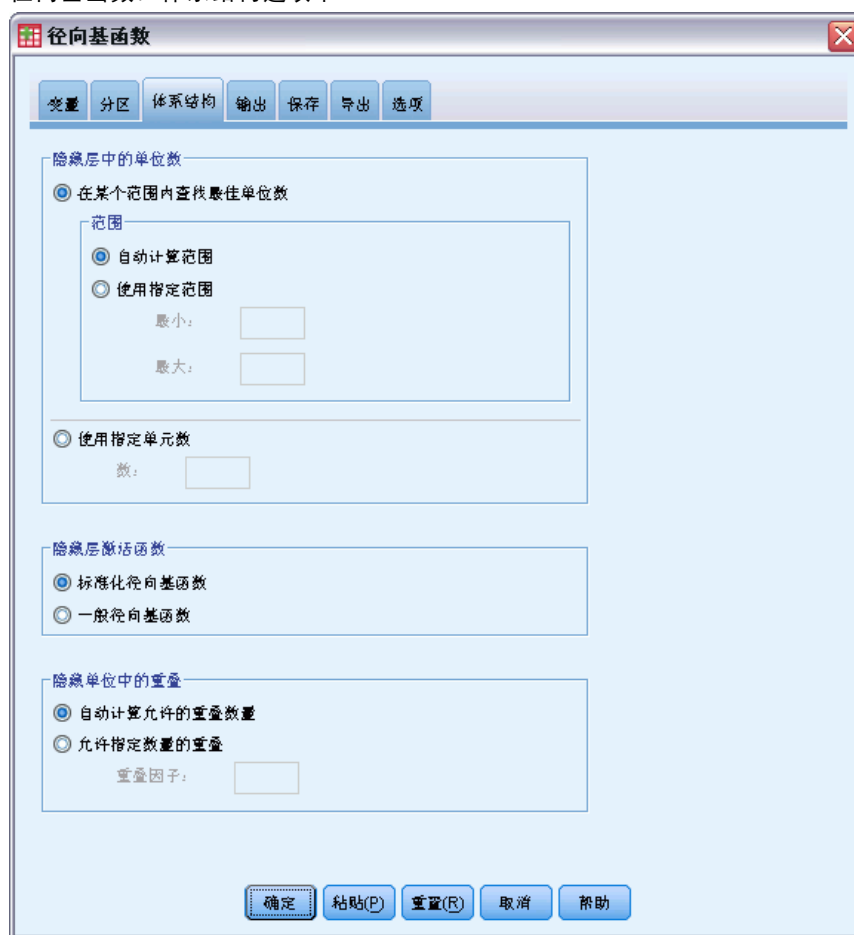 径向基函数
变量 分区 体系结构 输出 保存 导出 选项
隐藏层中的单位数
在某个范围内查找最佳单位数
范围
自动计算范围
使用指定范围
最小:
最大:
使用指定单元数
数:
隐藏层激活函数
标准化径向基函数
一般径向基函数
隐藏单位中的重叠
自动计算允许的重叠数量
允许指定数量的重叠
重叠因子:
确定 粘贴(P) 重置(R) 取消 帮助